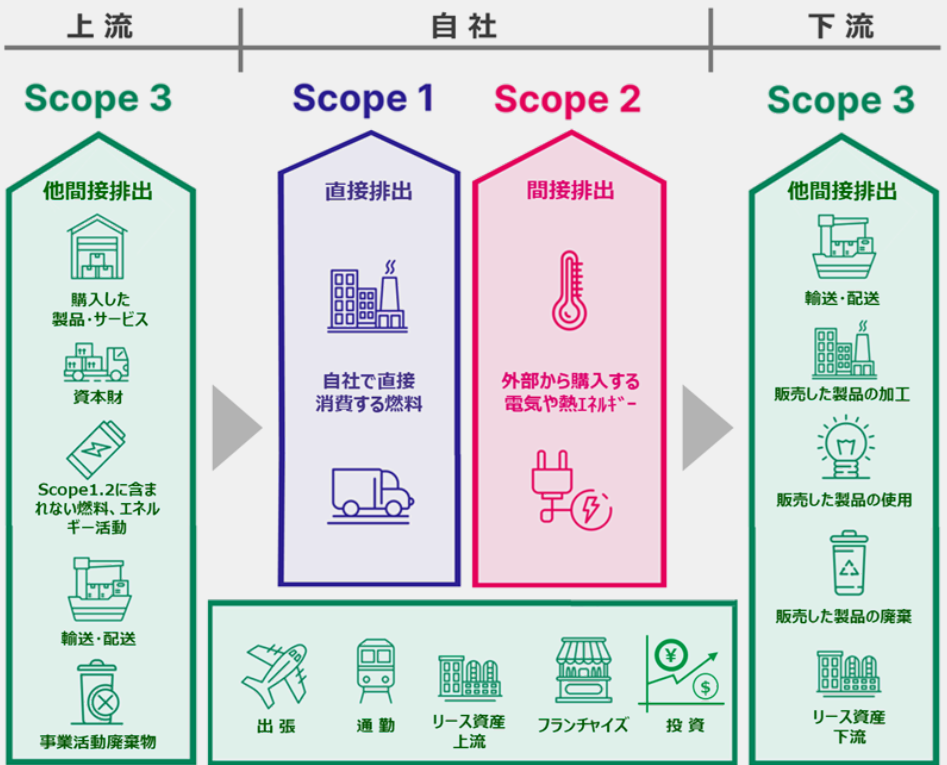 上流
自社
下流
Scope 3
Scope 1
Scope 2
Scope 3
他間接排出
購入した
製品・サービス
資本財
Scope1.2に含ま
れない燃料、エネル
ギー活動
輸送・配送
事業活動廃棄物
直接排出
自社で直接
消費する燃料
間接排出
外部から購入する
電気や熱ｴﾈﾙｷﾞｰ
他間接排出
輸送・配送
販売した製品の加工
販売した製品の使用
販売した製品の廃棄
リース資産
下流
出張
通勤
リース資産
上流
フランチャイズ
¥
$
投資